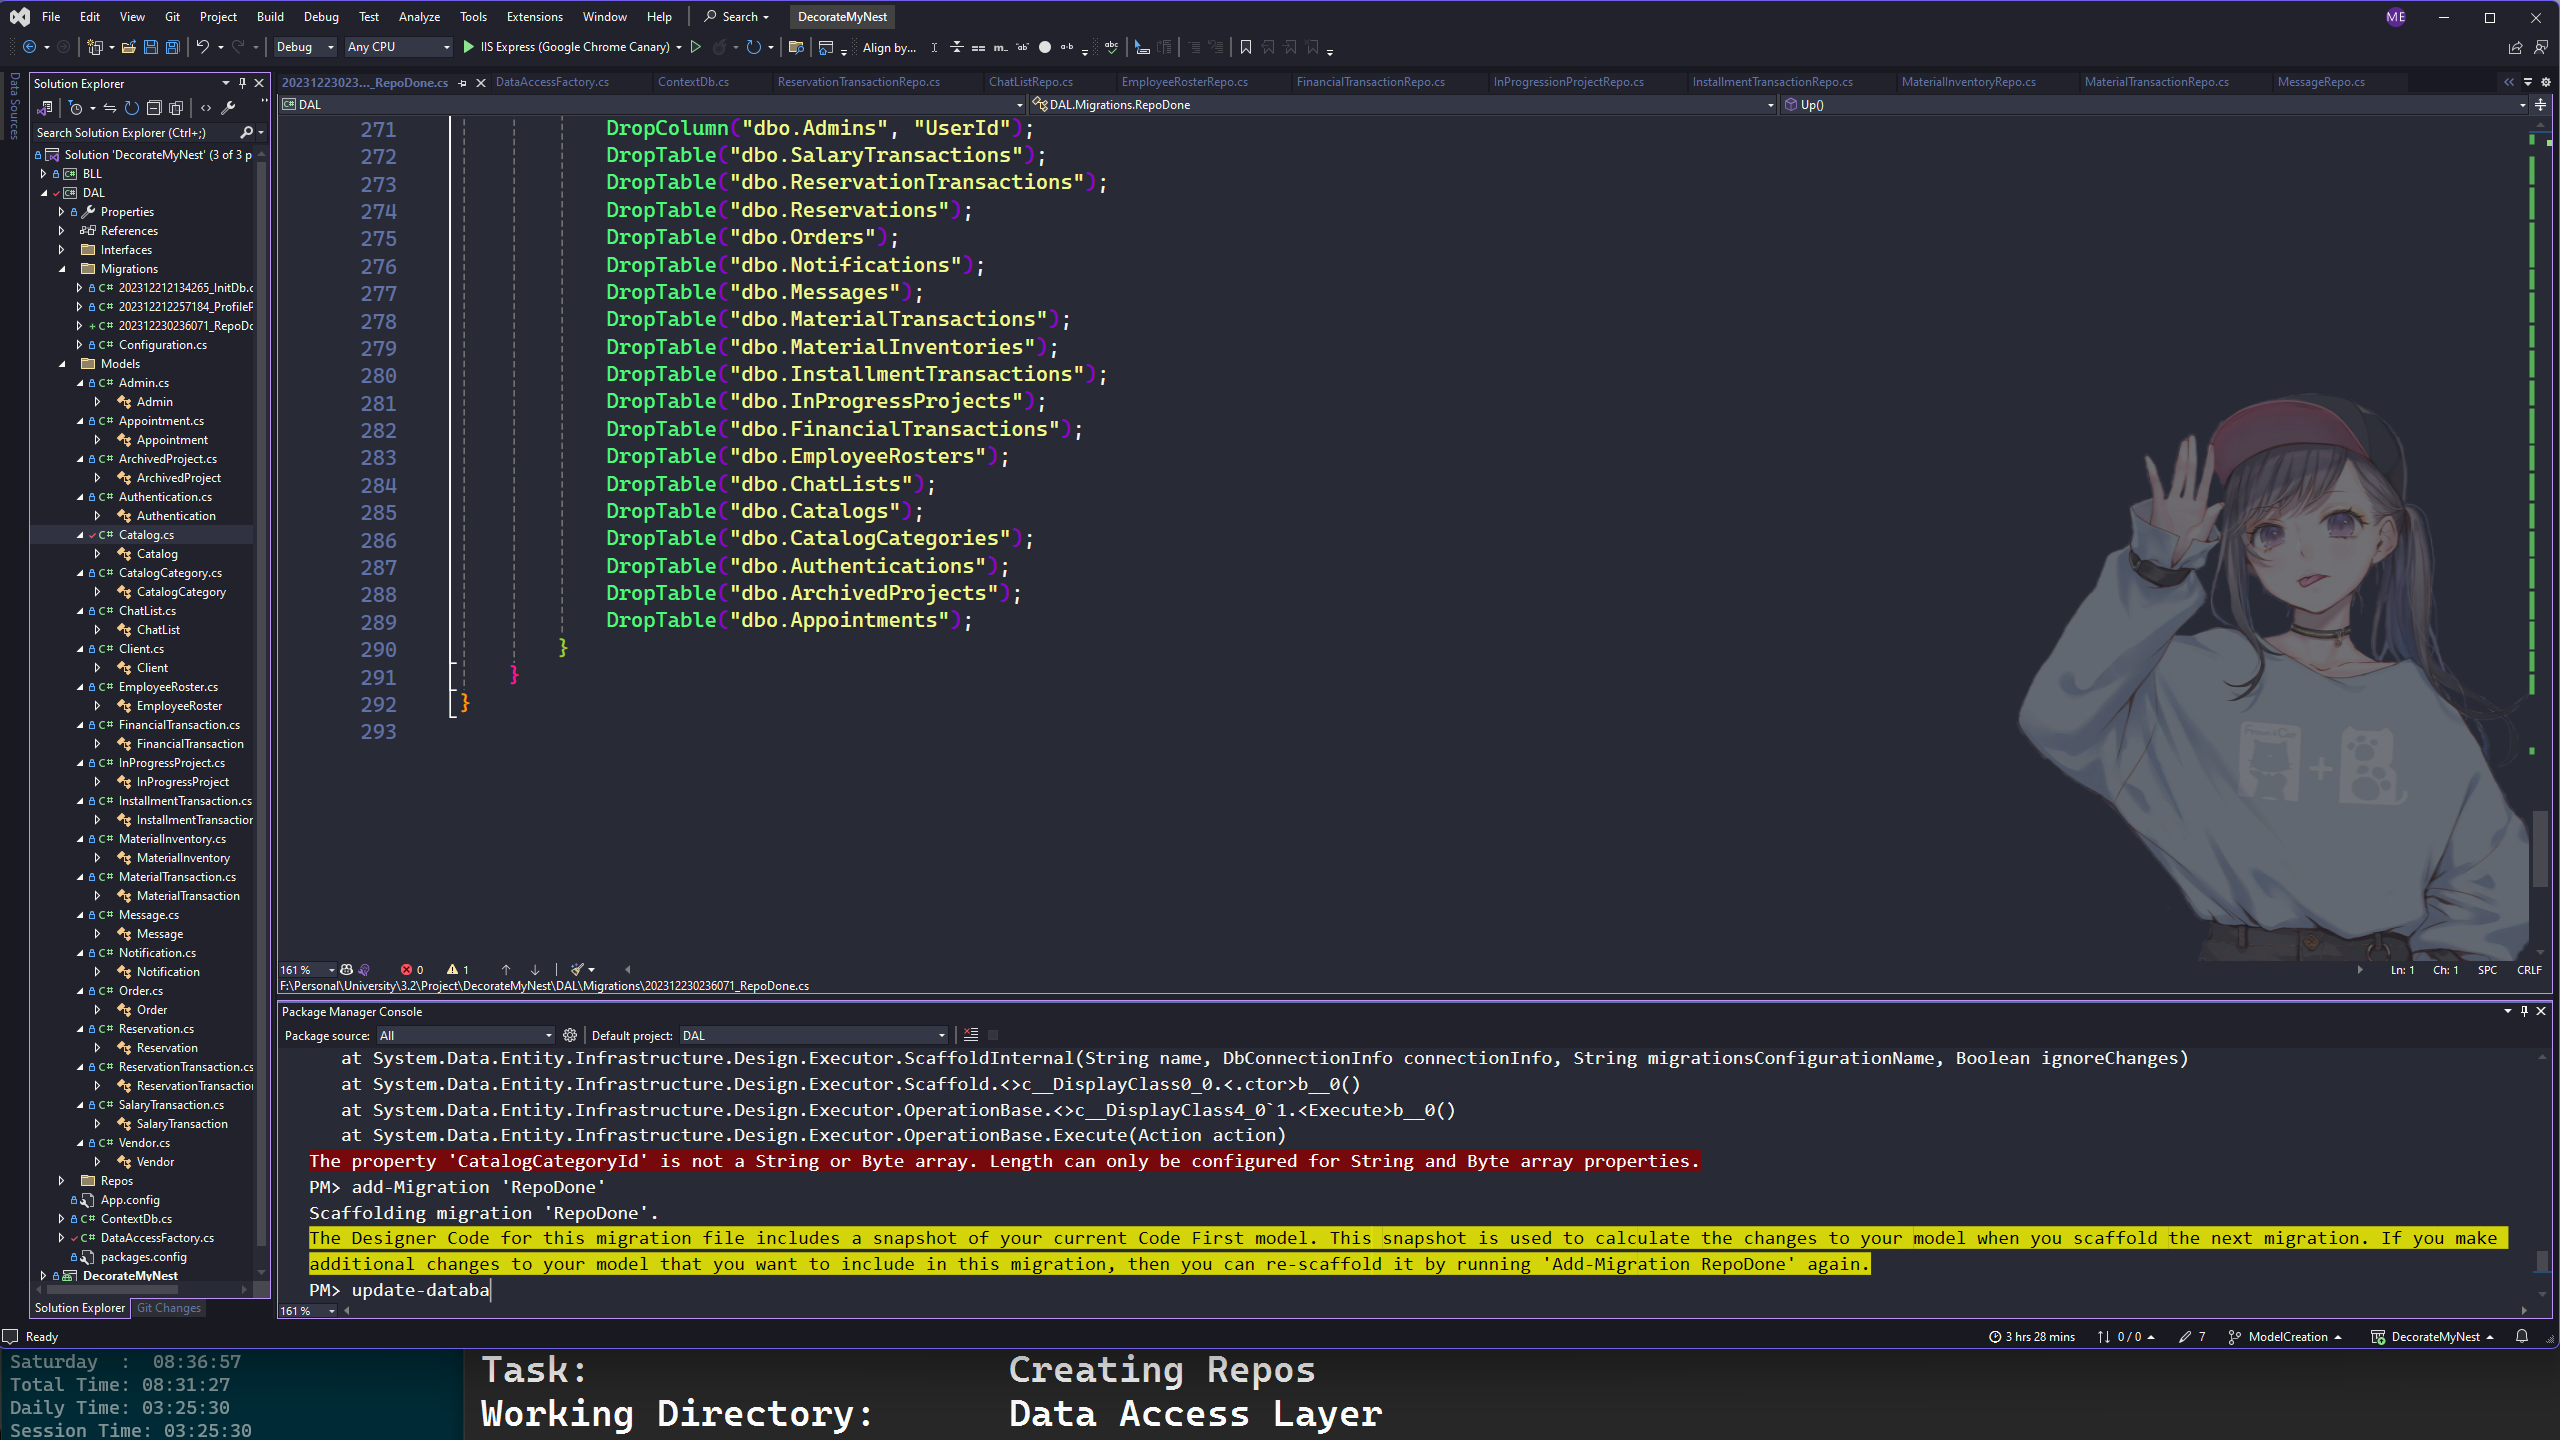 File Edit View Git Project Build Debug Test Analyze Tools Extensions Window Help Search DecorateMyNest ME
Debug Any CPU IIS Express (Google Chrome Canary) Align by...
Data Sources
Solution Explorer
Search Solution Explorer (Ctrl+;)
Solution 'DecorateMyNest' (3 of 3 p
BLL
DAL
Properties
References
Interfaces
Migrations
202312212134265_InitDb.c
202312212257184_ProfileP
202312230236071_RepoDo
Configuration.cs
Models
Admin.cs
Admin
Appointment.cs
Appointment
ArchivedProject.cs
ArchivedProject
Authentication.cs
Authentication
Catalog.cs
Catalog
CatalogCategory.cs
CatalogCategory
ChatList.cs
ChatList
Client.cs
Client
EmployeeRoster.cs
EmployeeRoster
FinancialTransaction.cs
FinancialTransaction
InProgressProject.cs
InProgressProject
InstallmentTransaction.cs
InstallmentTransaction
MaterialInventory.cs
MaterialInventory
MaterialTransaction.cs
MaterialTransaction
Message.cs
Message
Notification.cs
Notification
Order.cs
Order
Reservation.cs
Reservation
ReservationTransaction.cs
ReservationTransaction
SalaryTransaction.cs
SalaryTransaction
Vendor.cs
Vendor
Repos
App.config
ContextDb.cs
DataAccessFactory.cs
packages.config
DecorateMyNest
Solution Explorer Git Changes
20231223023..._RepoDone.cs DataAccessFactory.cs ContextDb.cs ReservationTransactionRepo.cs ChatListRepo.cs EmployeeRosterRepo.cs FinancialTransactionRepo.cs InProgressionProjectRepo.cs InstallmentTransactionRepo.cs MaterialInventoryRepo.cs MaterialTransactionRepo.cs MessageRepo.cs
DAL DAL.Migrations.RepoDone Up()
271 DropColumn("dbo.Admins", "UserId");
272 DropTable("dbo.SalaryTransactions");
273 DropTable("dbo.ReservationTransactions");
274 DropTable("dbo.Reservations");
275 DropTable("dbo.Orders");
276 DropTable("dbo.Notifications");
277 DropTable("dbo.Messages");
278 DropTable("dbo.MaterialTransactions");
279 DropTable("dbo.MaterialInventories");
280 DropTable("dbo.InstallmentTransactions");
281 DropTable("dbo.InProgressProjects");
282 DropTable("dbo.FinancialTransactions");
283 DropTable("dbo.EmployeeRosters");
284 DropTable("dbo.ChatLists");
285 DropTable("dbo.Catalogs");
286 DropTable("dbo.CatalogCategories");
287 DropTable("dbo.Authentications");
288 DropTable("dbo.ArchivedProjects");
289 DropTable("dbo.Appointments");
290 }
291 }
292 }
293
161 % 0 1 Ln: 1 Ch: 1 SPC CRLF
F:\Personal\University\3.2\Project\DecorateMyNest\DAL\Migrations\202312230236071_RepoDone.cs
Package Manager Console
Package source: All Default project: DAL
at System.Data.Entity.Infrastructure.Design.Executor.ScaffoldInternal(String name, DbConnectionInfo connectionInfo, String migrationsConfigurationName, Boolean ignoreChanges)
at System.Data.Entity.Infrastructure.Design.Executor.Scaffold.<>c__DisplayClass0_0.<.ctor>b__0()
at System.Data.Entity.Infrastructure.Design.Executor.OperationBase.<>c__DisplayClass4_0`1.<Execute>b__0()
at System.Data.Entity.Infrastructure.Design.Executor.OperationBase.Execute(Action action)
The property 'CatalogCategoryId' is not a String or Byte array. Length can only be configured for String and Byte array properties.
PM> add-Migration 'RepoDone'
Scaffolding migration 'RepoDone'.
The Designer Code for this migration file includes a snapshot of your current Code First model. This snapshot is used to calculate the changes to your model when you scaffold the next migration. If you make
additional changes to your model that you want to include in this migration, then you can re-scaffold it by running 'Add-Migration RepoDone' again.
PM> update-databa
161 %
Ready 3 hrs 28 mins 0 / 0 7 ModelCreation DecorateMyNest
Saturday : 08:36:57
Total Time: 08:31:27
Daily Time: 03:25:30
Session Time: 03:25:30
Task: Creating Repos
Working Directory: Data Access Layer